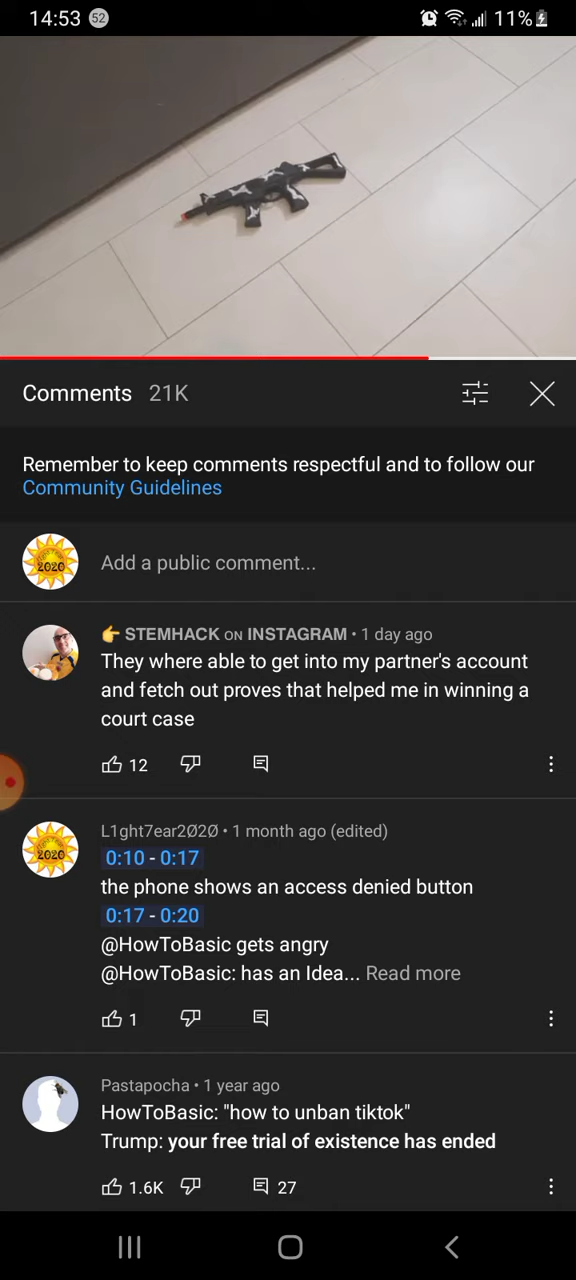 14:53 52 11%
Comments 21K
Remember to keep comments respectful and to follow our
Community Guidelines
2020
Add a public comment...
👉 STEMHACK ON INSTAGRAM • 1 day ago
They where able to get into my partner's account
and fetch out proves that helped me in winning a
court case
12
2020
L1ght7ear2Ø2Ø • 1 month ago (edited)
0:10 - 0:17
the phone shows an access denied button
0:17 - 0:20
@HowToBasic gets angry
@HowToBasic: has an Idea... Read more
1
Pastapocha • 1 year ago
HowToBasic: "how to unban tiktok"
Trump: your free trial of existence has ended
1.6K 27